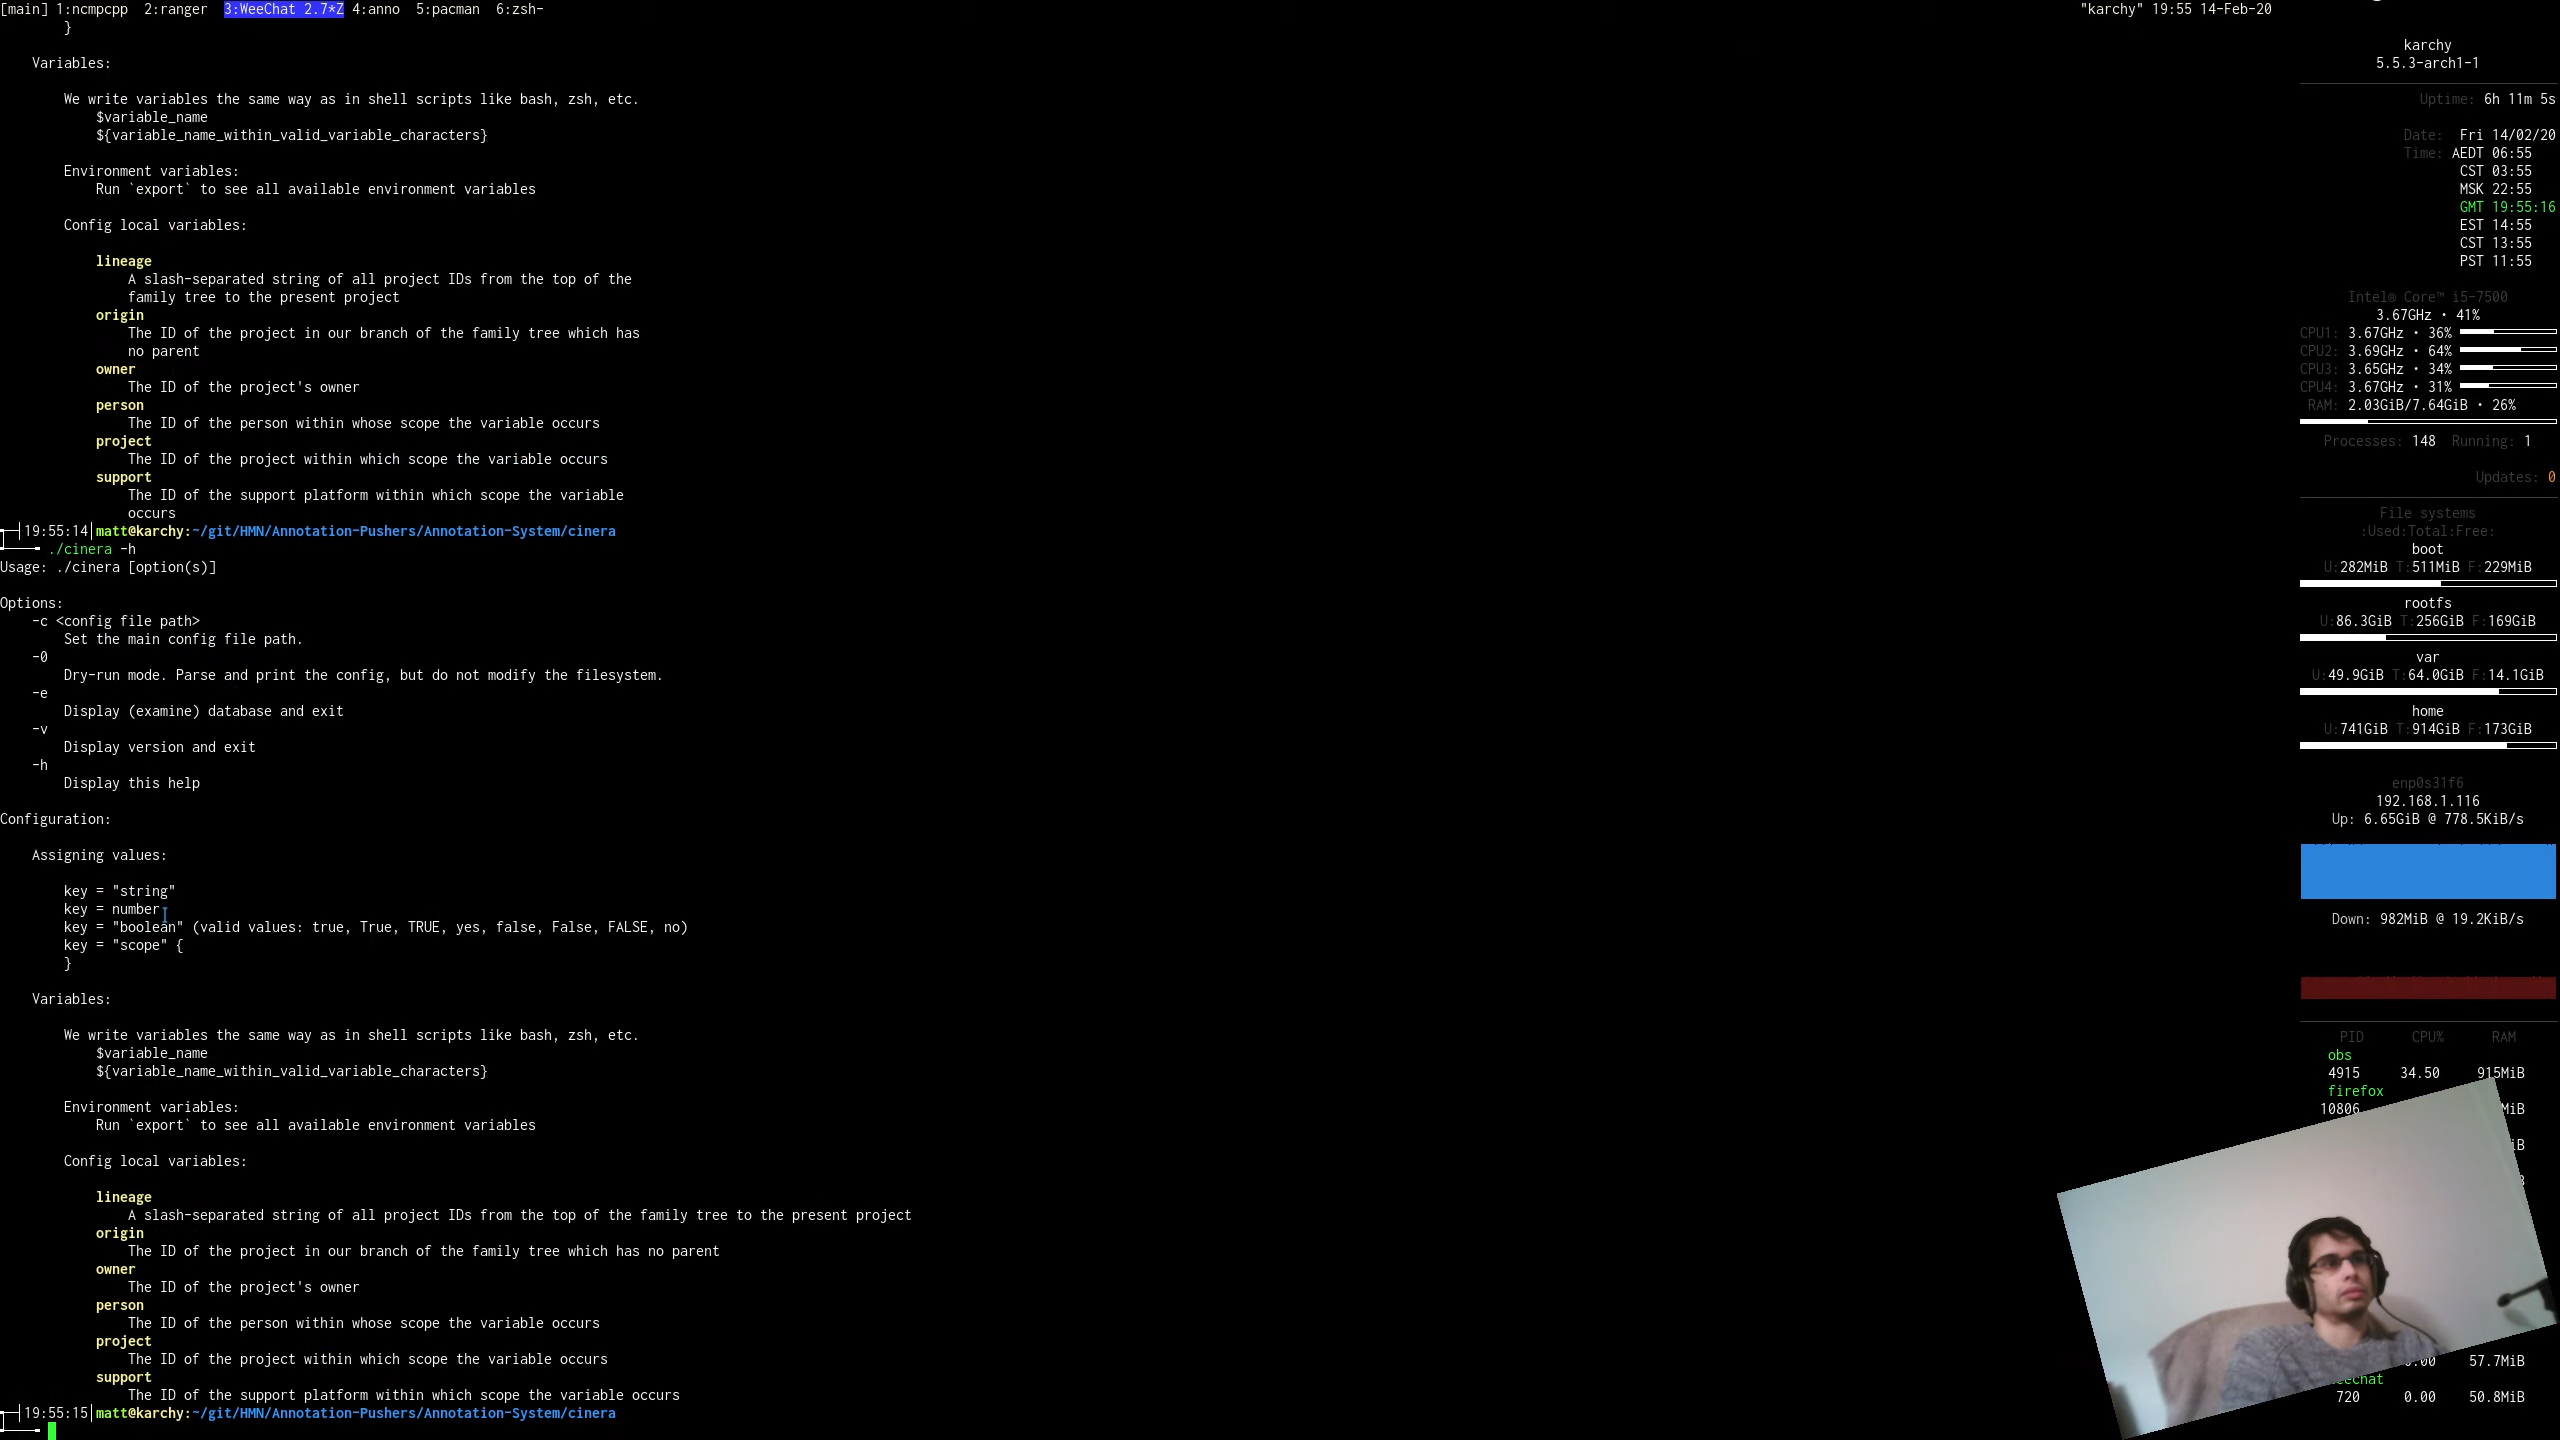 [main] 1:ncmpcpp  2:ranger  3:WeeChat 2.7*Z 4:anno  5:pacman  6:zsh-
"karchy" 19:55 14-Feb-20
}
Variables:
We write variables the same way as in shell scripts like bash, zsh, etc.
$variable_name
${variable_name_within_valid_variable_characters}
Environment variables:
Run `export` to see all available environment variables
Config local variables:
lineage
A slash-separated string of all project IDs from the top of the
family tree to the present project
origin
The ID of the project in our branch of the family tree which has
no parent
owner
The ID of the project's owner
person
The ID of the person within whose scope the variable occurs
project
The ID of the project within which scope the variable occurs
support
The ID of the support platform within which scope the variable
occurs
19:55:14 matt@karchy:~/git/HMN/Annotation-Pushers/Annotation-System/cinera
./cinera -h
Usage: ./cinera [option(s)]
Options:
-c <config file path>
Set the main config file path.
-0
Dry-run mode. Parse and print the config, but do not modify the filesystem.
-e
Display (examine) database and exit
-v
Display version and exit
-h
Display this help
Configuration:
Assigning values:
key = "string"
key = number
key = "boolean" (valid values: true, True, TRUE, yes, false, False, FALSE, no)
key = "scope" {
}
Variables:
We write variables the same way as in shell scripts like bash, zsh, etc.
$variable_name
${variable_name_within_valid_variable_characters}
Environment variables:
Run `export` to see all available environment variables
Config local variables:
lineage
A slash-separated string of all project IDs from the top of the family tree to the present project
origin
The ID of the project in our branch of the family tree which has no parent
owner
The ID of the project's owner
person
The ID of the person within whose scope the variable occurs
project
The ID of the project within which scope the variable occurs
support
The ID of the support platform within which scope the variable occurs
19:55:15 matt@karchy:~/git/HMN/Annotation-Pushers/Annotation-System/cinera
karchy
5.5.3-arch1-1
Uptime: 6h 11m 5s
Date: Fri 14/02/20
Time: AEDT 06:55
CST 03:55
MSK 22:55
GMT 19:55:16
EST 14:55
CST 13:55
PST 11:55
Intel® Core™ i5-7500
3.67GHz · 41%
CPU1: 3.67GHz · 36%
CPU2: 3.69GHz · 64%
CPU3: 3.65GHz · 34%
CPU4: 3.67GHz · 31%
RAM: 2.03GiB/7.64GiB · 26%
Processes: 148  Running: 1
Updates: 0
File systems
:Used:Total:Free:
boot
U:282MiB T:511MiB F:229MiB
rootfs
U:86.3GiB T:256GiB F:169GiB
var
U:49.9GiB T:64.0GiB F:14.1GiB
home
U:741GiB T:914GiB F:173GiB
enp0s31f6
192.168.1.116
Up: 6.65GiB @ 778.5KiB/s
Down: 982MiB @ 19.2KiB/s
PID CPU% RAM
obs
4915 34.50 915MiB
firefox
10806 MiB
57.7MiB
720 0.00 50.8MiB